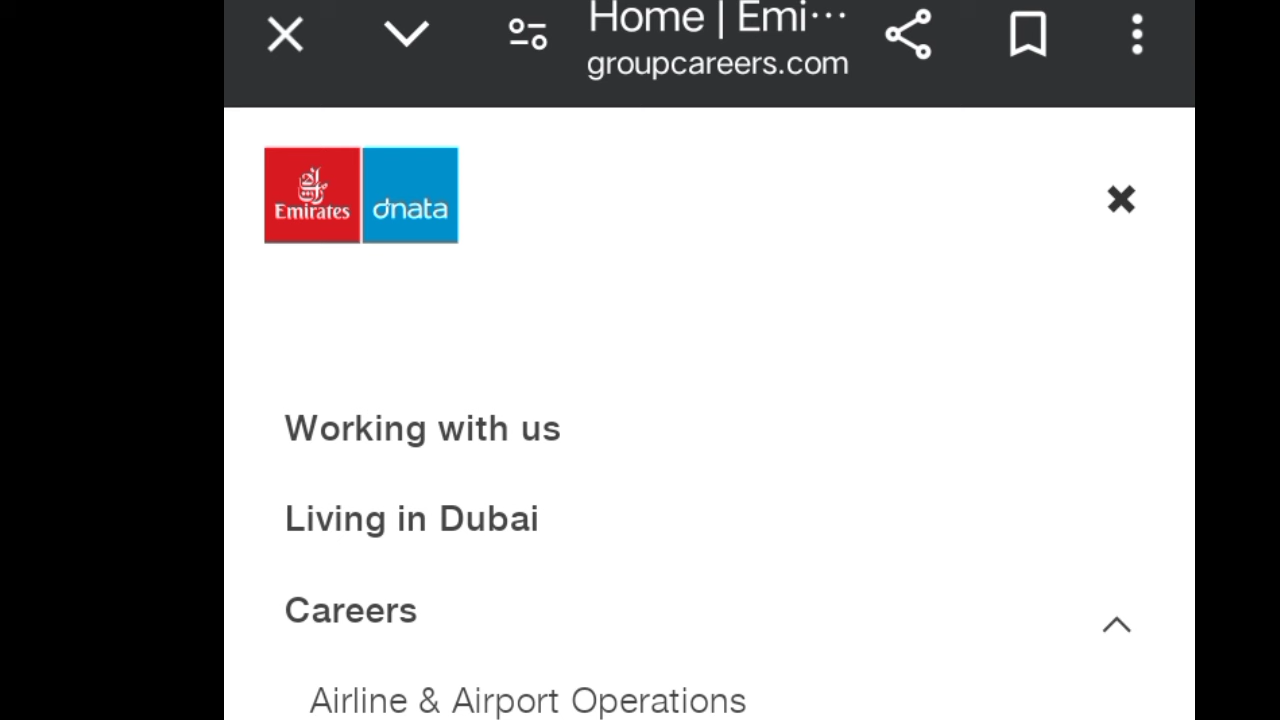 Home | Emi···
groupcareers.com
Emirates
dnata
Working with us
Living in Dubai
Careers
Airline & Airport Operations